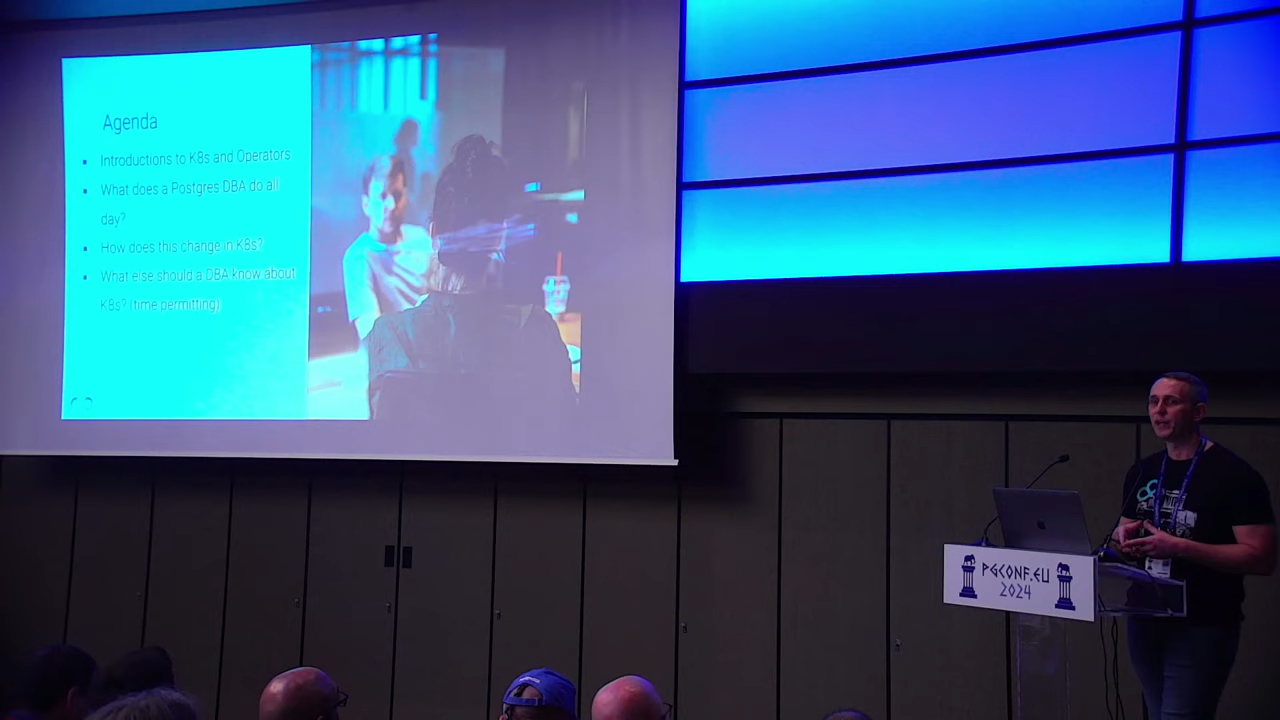 Agenda
Introductions to K8s and Operators
What does a Postgres DBA do all
day?
How does this change in K8s?
What else should a DBA know about
K8s? (time permitting)
PGCONF.EU
2024